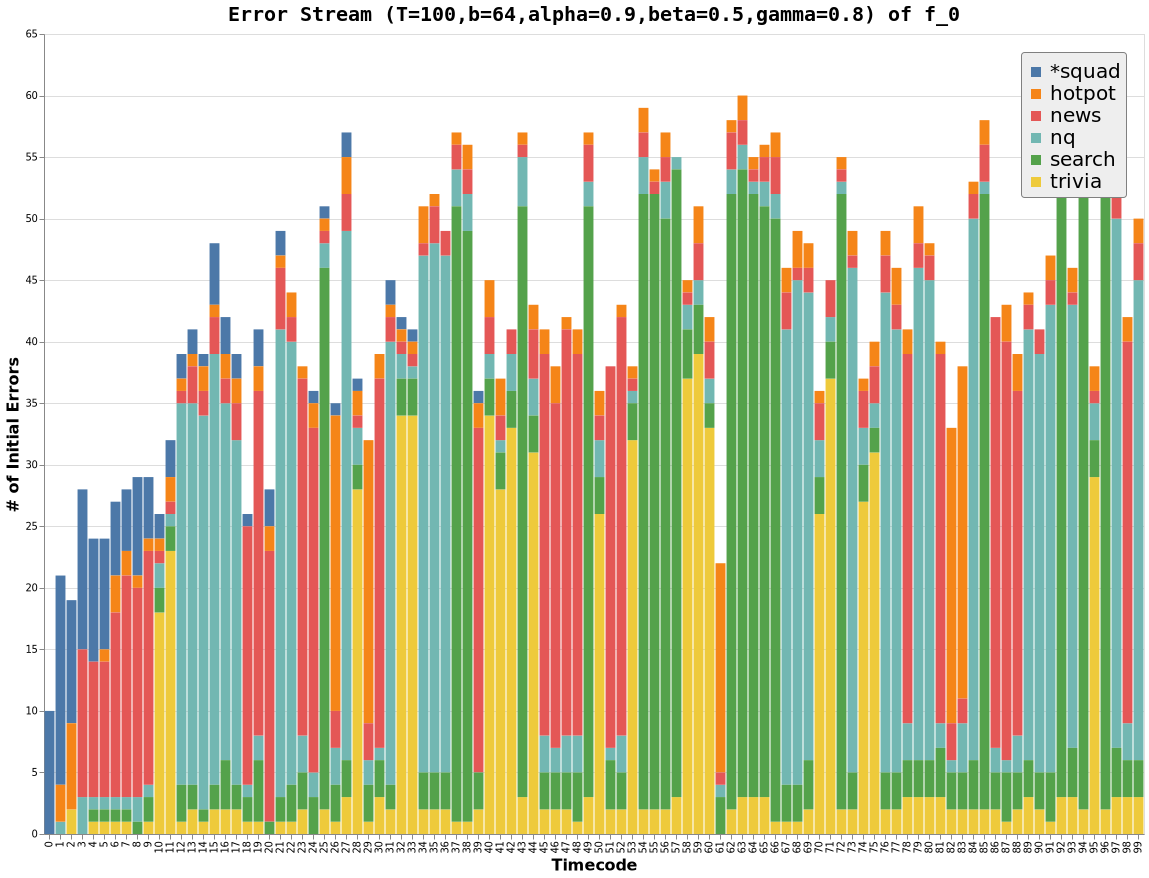 Error Stream (T=100,b=64,alpha=0.9,beta=0.5,gamma=0.8) of f_0
*squad
hotpot
news
nq
search
trivia
# of Initial Errors
65
60
55
50
45
40
35
30
25
20
15
10
5
0
0 1 2 3 4 5 6 7 8 9 10 11 12 13 14 15 16 17 18 19 20 21 22 23 24 25 26 27 28 29 30 31 32 33 34 35 36 37 38 39 40 41 42 43 44 45 46 47 48 49 50 51 52 53 54 55 56 57 58 59 60 61 62 63 64 65 66 67 68 69 70 71 72 73 74 75 76 77 78 79 80 81 82 83 84 85 86 87 88 89 90 91 92 93 94 95 96 97 98 99
Timecode